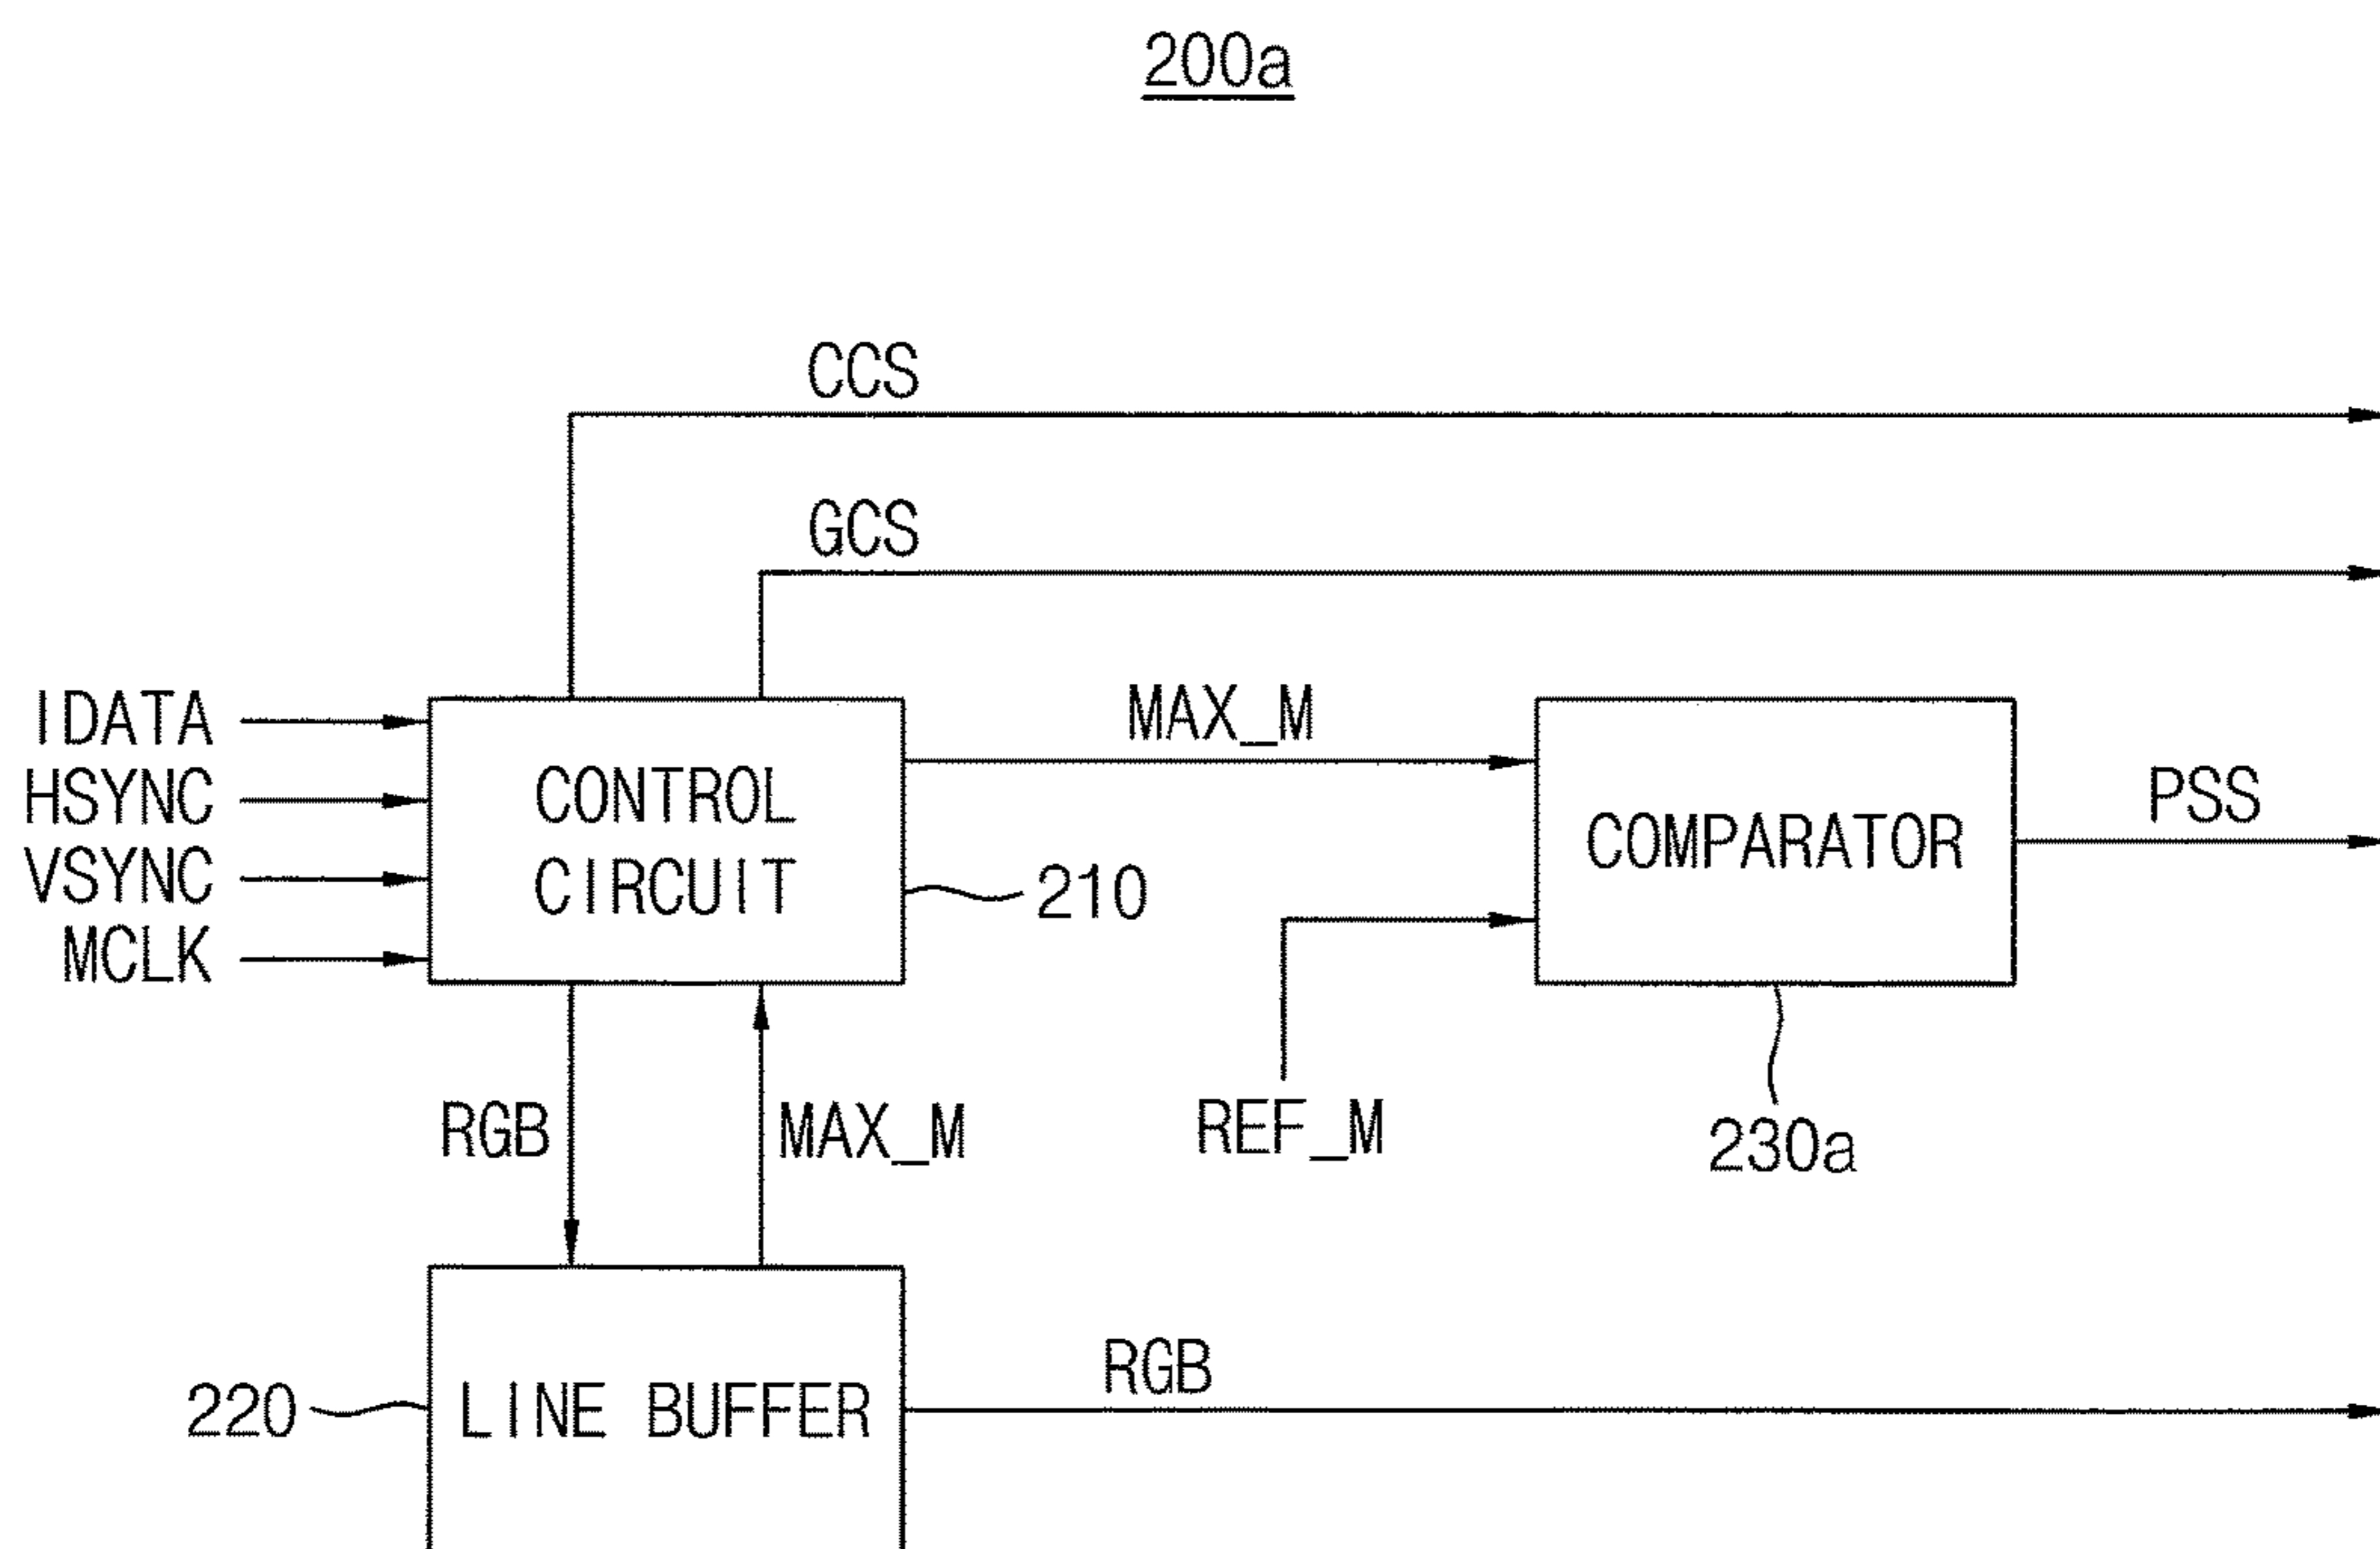 200a
CCS
GCS
IDATA
HSYNC
VSYNC
MCLK
CONTROL
CIRCUIT
210
MAX_M
COMPARATOR
PSS
REF_M
230a
RGB
MAX_M
220
LINE BUFFER
RGB